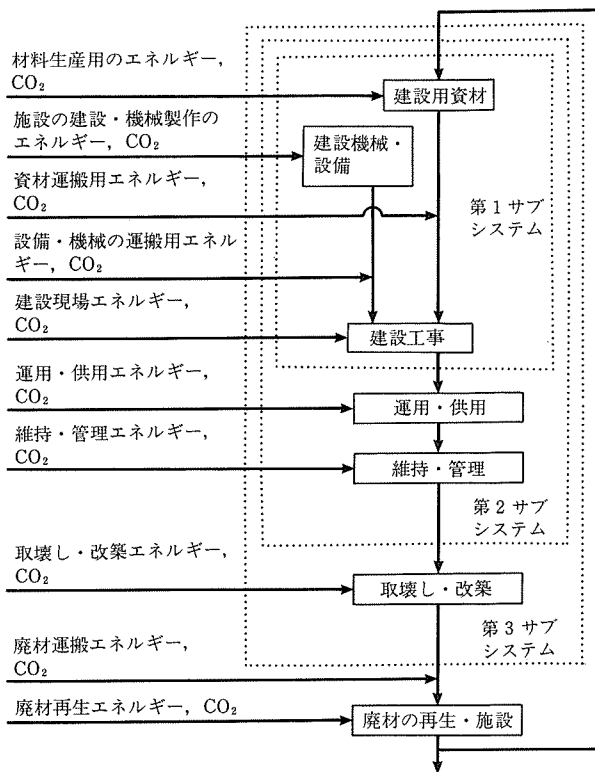 材料生産用のエネルギー,
CO₂
建設用資材
施設の建設・機械製作の
エネルギー, CO₂
建設機械・
設備
資材運搬用エネルギー,
CO₂
第1サブ
システム
設備・機械の運搬用エネル
ギー, CO₂
建設現場エネルギー,
CO₂
建設工事
運用・供用エネルギー,
CO₂
運用・供用
維持・管理エネルギー,
CO₂
維持・管理
第2サブ
システム
取壊し・改築エネルギー,
CO₂
取壊し・改築
第3サブ
システム
廃材運搬エネルギー,
CO₂
廃材再生エネルギー, CO₂
廃材の再生・施設